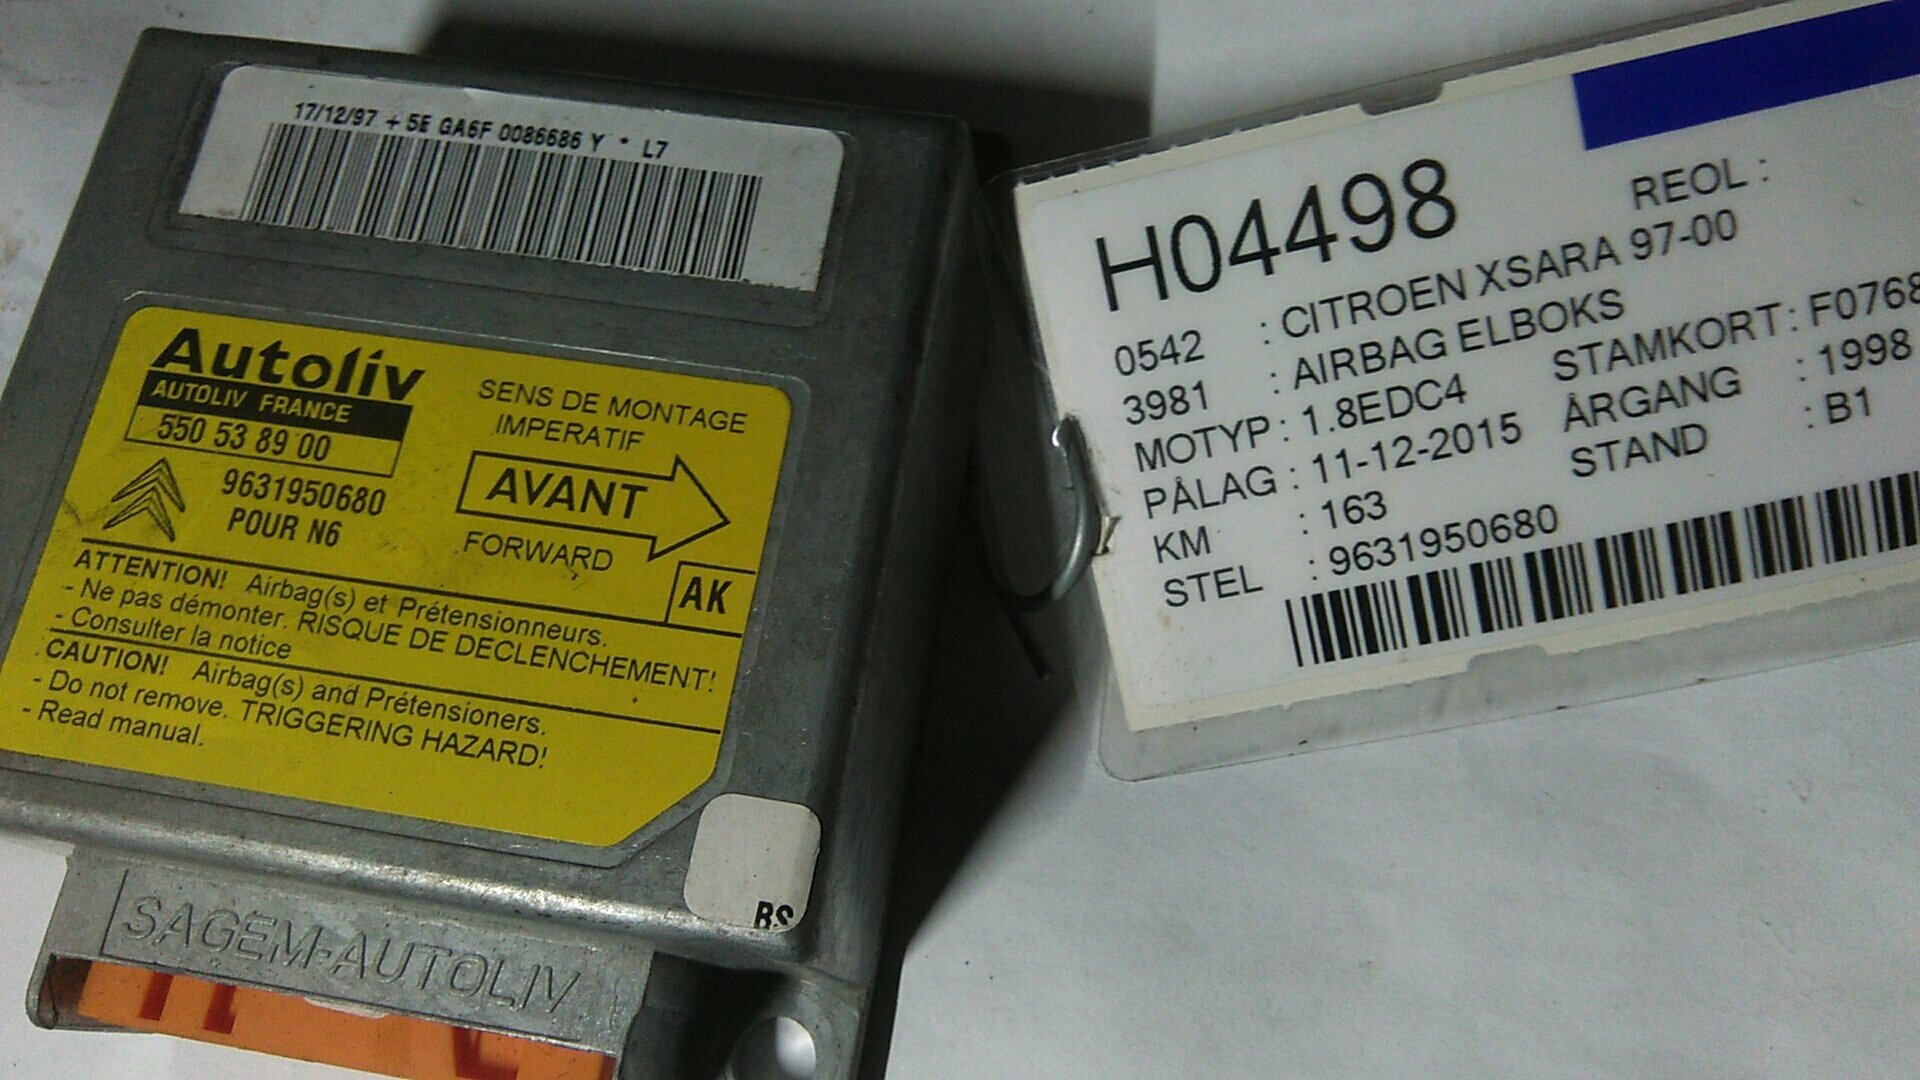 17/12/97 + 5E GA6F 0086686 Y * L7
Autoliv
AUTOLIV FRANCE
550 53 89 00
9631950680
POUR N6
SENS DE MONTAGE
IMPERATIF
AVANT
FORWARD
AK
ATTENTION! Airbag(s) et Prétensionneurs.
- Ne pas démonter. RISQUE DE DECLENCHEMENT!
- Consulter la notice
CAUTION! Airbag(s) and Prétensioners.
- Do not remove. TRIGGERING HAZARD!
- Read manual.
BS
SAGEM-AUTOLIV
H04498 REOL :
0542 : CITROEN XSARA 97-00
3981 : AIRBAG ELBOKS
MOTYP : 1.8EDC4 STAMKORT : F0768
PÅLAG : 11-12-2015 ÅRGANG : 1998
KM : 163 STAND : B1
STEL : 9631950680